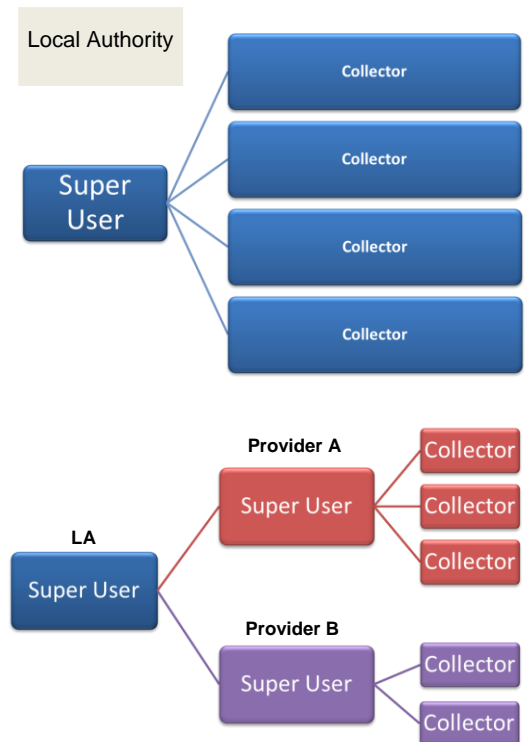 Local Authority
Collector
Collector
Super
User
Collector
Collector
Provider A
Collector
Super User
Collector
LA
Collector
Super User
Provider B
Collector
Super User
Collector